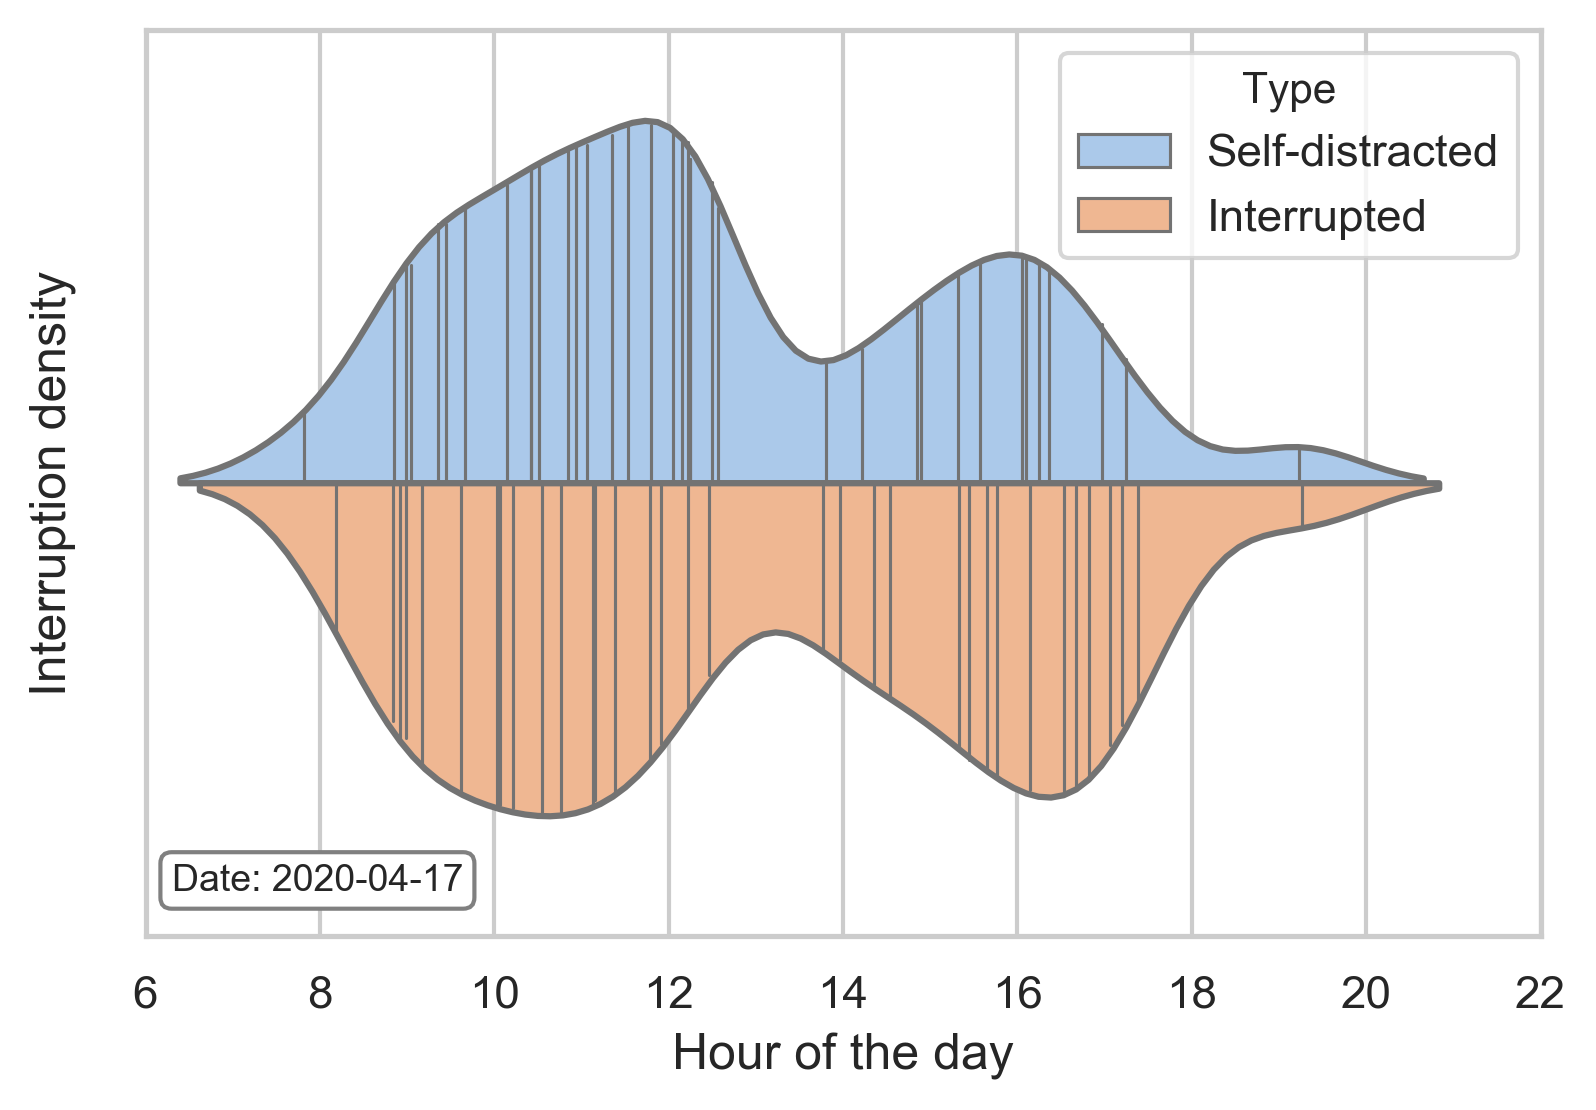 Type
Self-distracted
Interrupted
Interruption density
Date: 2020-04-17
6 8 10 12 14 16 18 20 22
Hour of the day